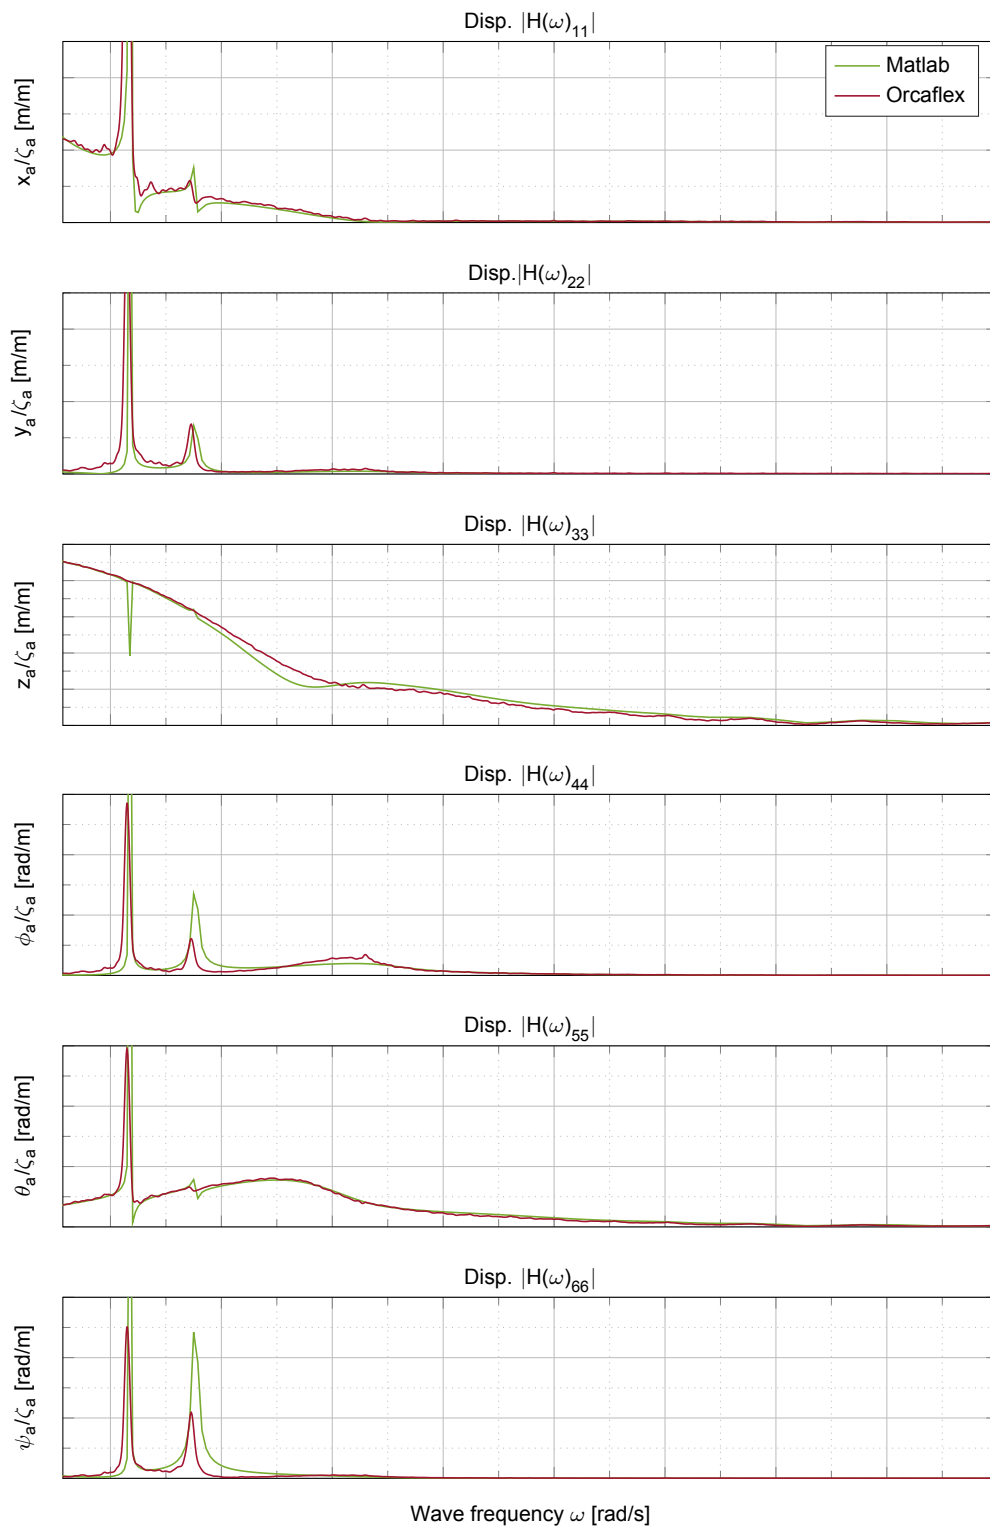 Disp. |H(ω)₁₁|
Matlab
Orcaflex
xₐ/ζₐ [m/m]
Disp.|H(ω)₂₂|
yₐ/ζₐ [m/m]
Disp. |H(ω)₃₃|
zₐ/ζₐ [m/m]
Disp. |H(ω)₄₄|
ϕₐ/ζₐ [rad/m]
Disp. |H(ω)₅₅|
θₐ/ζₐ [rad/m]
Disp. |H(ω)₆₆|
ψₐ/ζₐ [rad/m]
Wave frequency ω [rad/s]